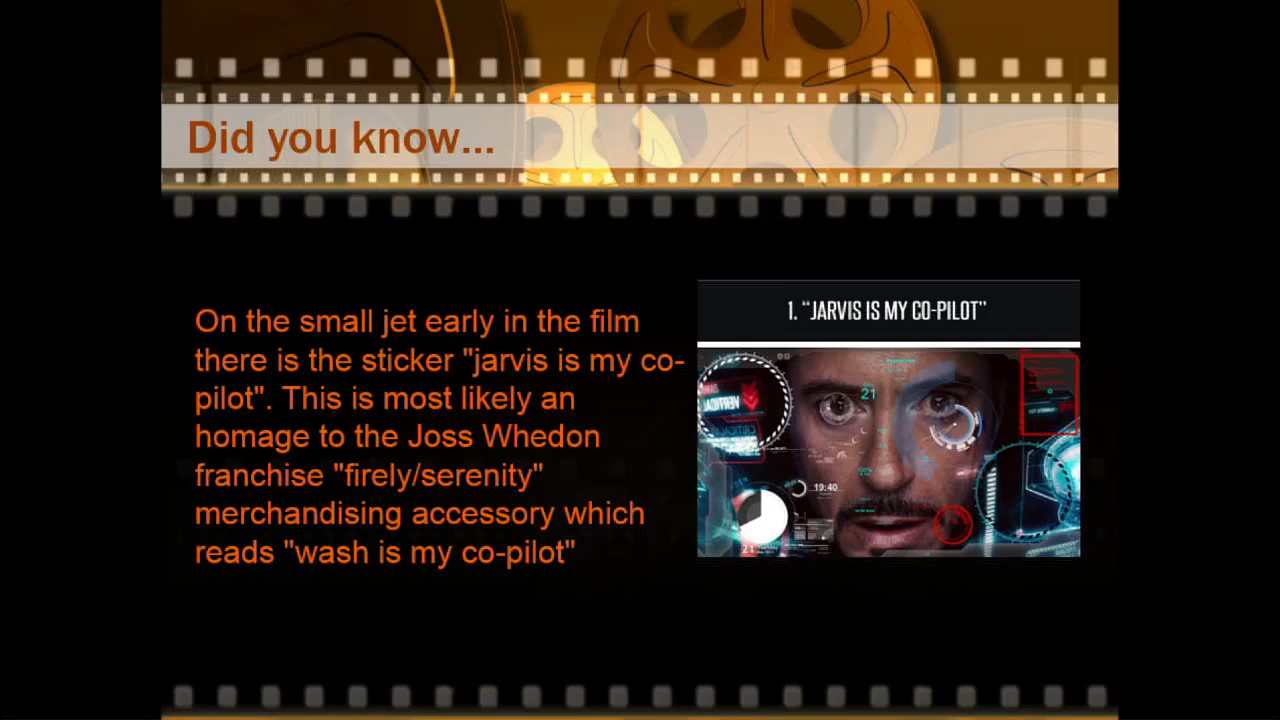 Did you know...
On the small jet early in the film
there is the sticker "jarvis is my co-
pilot". This is most likely an
homage to the Joss Whedon
franchise "firely/serenity"
merchandising accessory which
reads "wash is my co-pilot"
1. “JARVIS IS MY CO-PILOT”
21
19:40
21